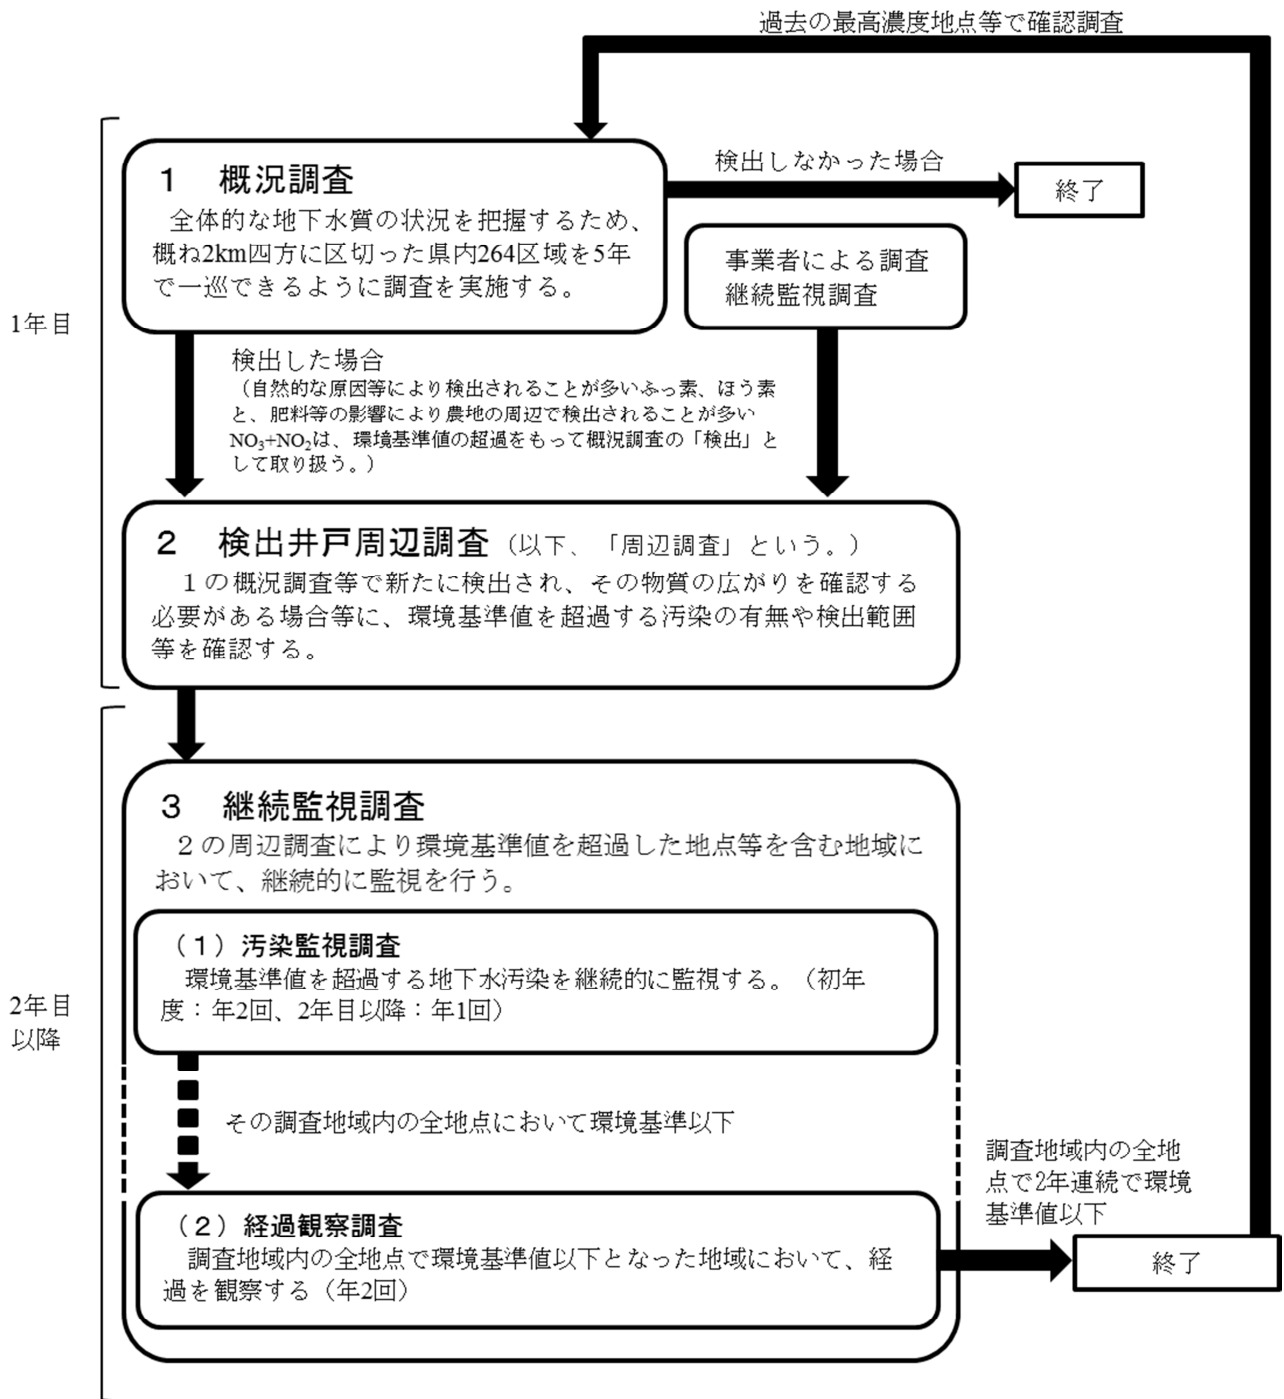 過去の最高濃度地点等で確認調査
1 概況調査
全体的な地下水質の状況を把握するため、
概ね2km四方に区切った県内264区域を5年
で一巡できるように調査を実施する。
検出しなかった場合
終了
事業者による調査
継続監視調査
1年目
検出した場合
（自然的な原因等により検出されることが多いふっ素、ほう素
と、肥料等の影響により農地の周辺で検出されることが多い
NO₃+NO₂は、環境基準値の超過をもって概況調査の「検出」と
して取り扱う。）
2 検出井戸周辺調査（以下、「周辺調査」という。）
1の概況調査等で新たに検出され、その物質の広がりを確認する
必要がある場合等に、環境基準値を超過する汚染の有無や検出範囲
等を確認する。
3 継続監視調査
2の周辺調査により環境基準値を超過した地点等を含む地域に
おいて、継続的に監視を行う。
（1）汚染監視調査
環境基準値を超過する地下水汚染を継続的に監視する。（初年
度：年2回、2年目以降：年1回）
2年目
以降
その調査地域内の全地点において環境基準以下
調査地域内の全地
点で2年連続で環境
基準値以下
（2）経過観察調査
調査地域内の全地点で環境基準値以下となった地域において、経
過を観察する（年2回）
終了